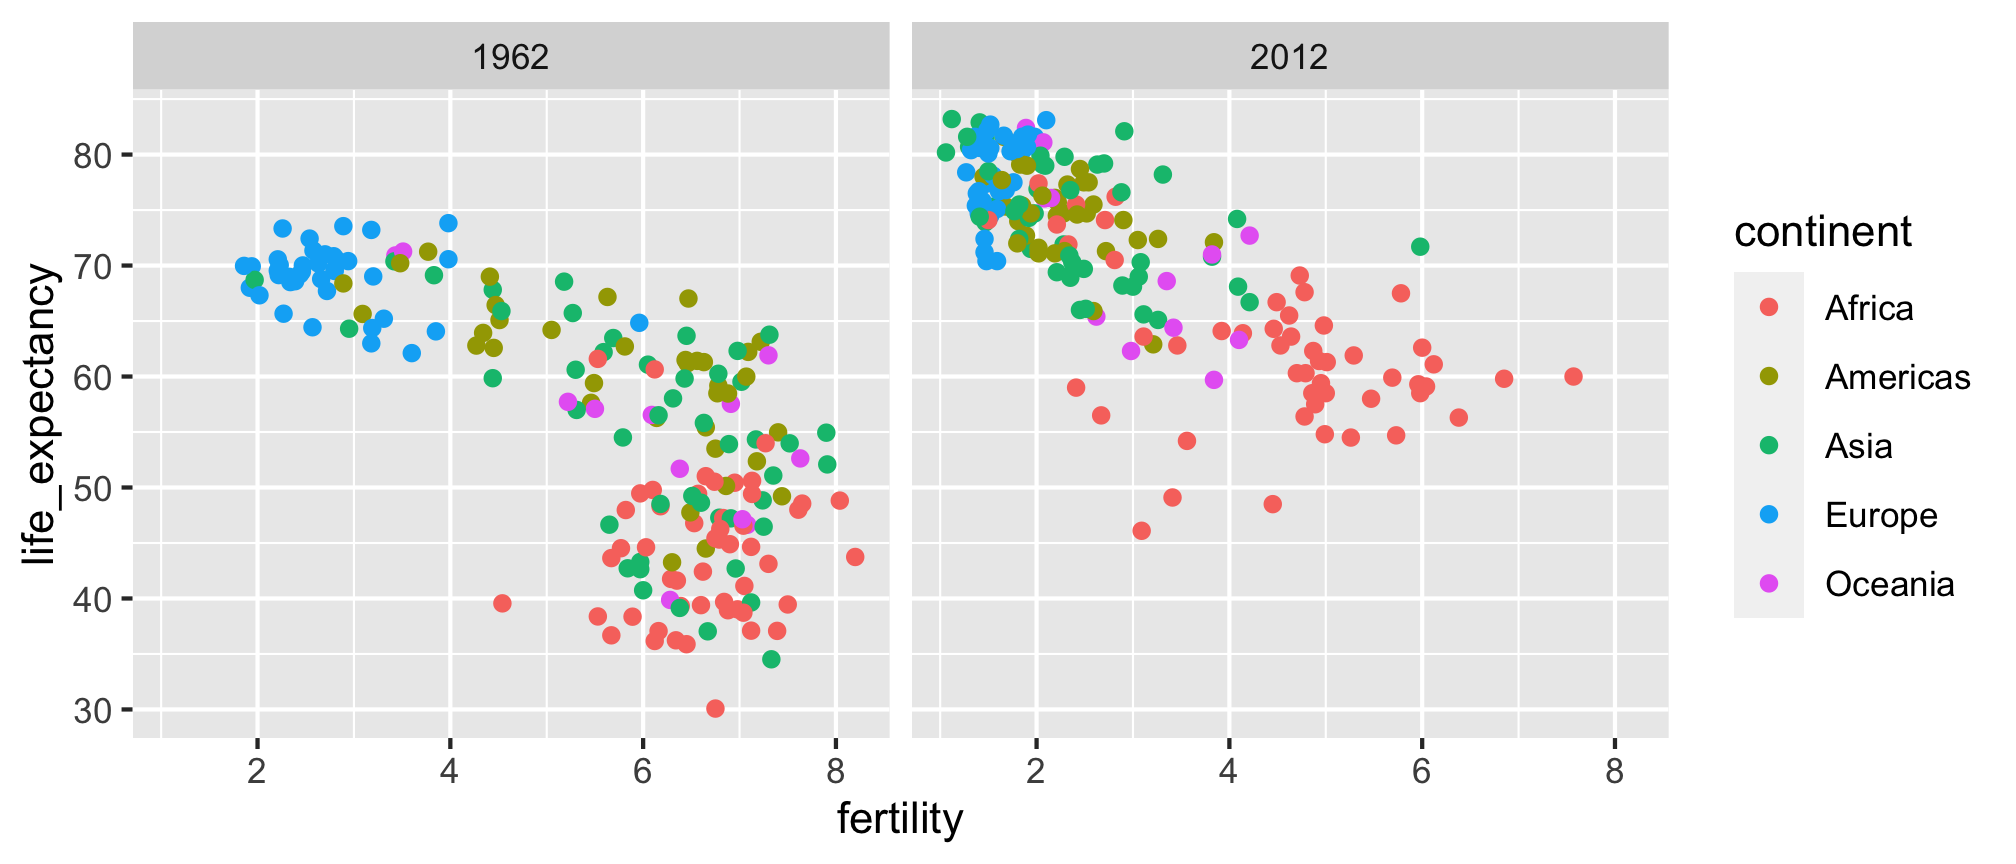 1962
2012
life_expectancy
80
70
60
50
40
30
2 4 6 8
2 4 6 8
fertility
continent
Africa
Americas
Asia
Europe
Oceania